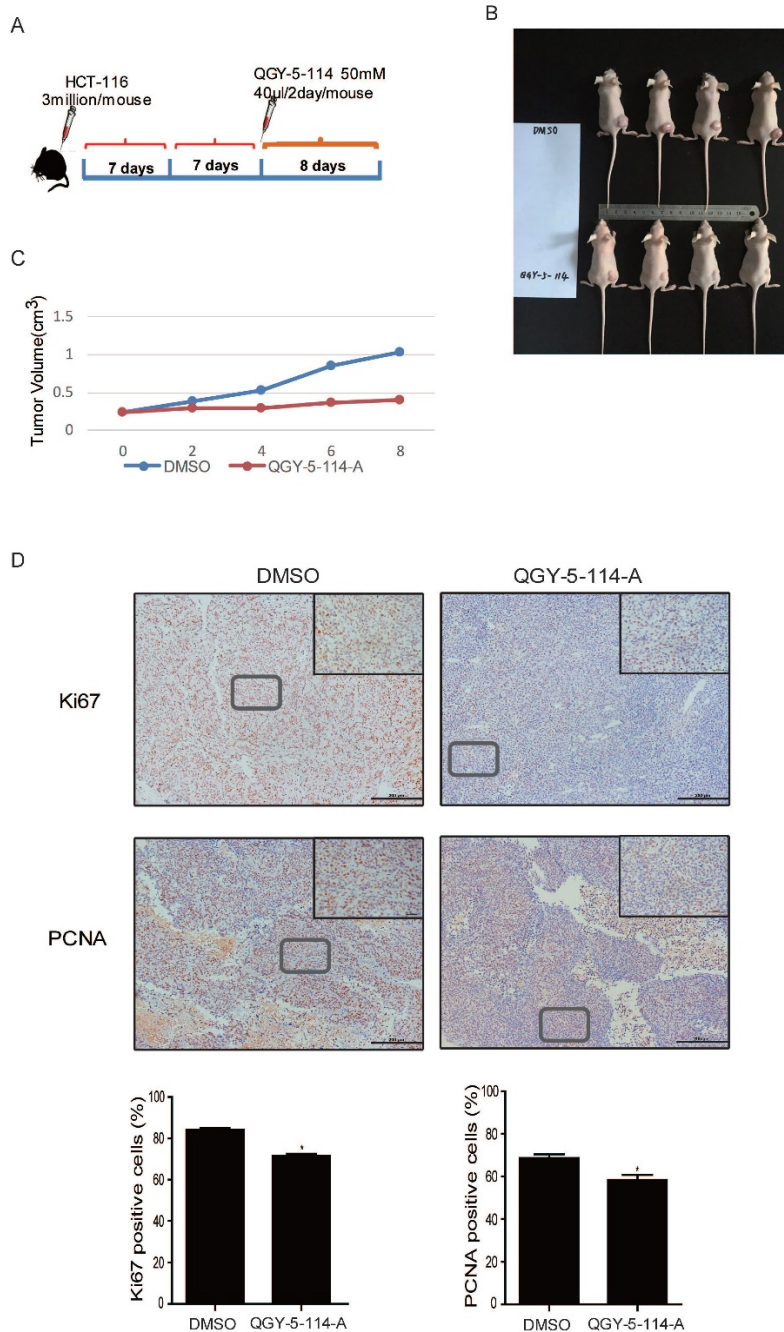 A
HCT-116
3million/mouse
QGY-5-114 50mM
40µl/2day/mouse
7 days
7 days
8 days
B
DMSO
QGY-5-114
C
Tumor Volume(cm3)
1.5
1
0.5
0
0 2 4 6 8
DMSO QGY-5-114-A
D
DMSO QGY-5-114-A
Ki67
PCNA
Ki67 positive cells (%)
100
80
60
40
20
0
*
DMSO QGY-5-114-A
PCNA positive cells (%)
100
80
60
40
20
0
*
DMSO QGY-5-114-A